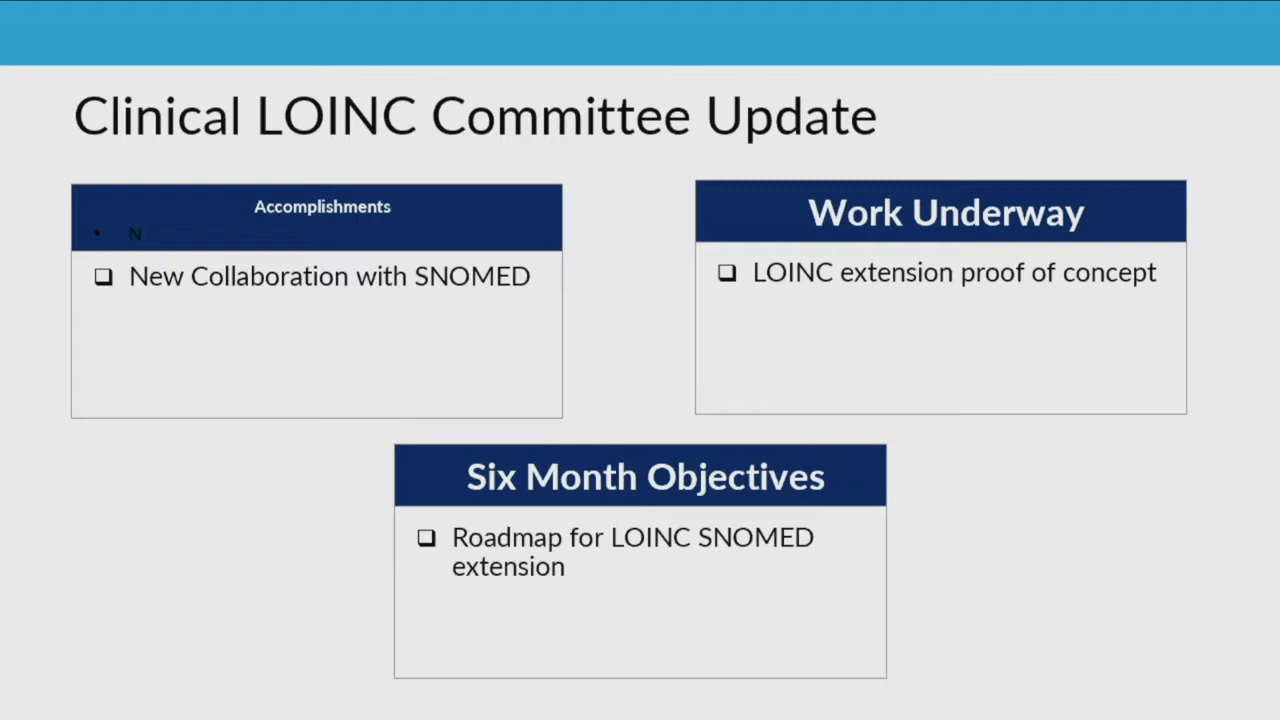 Clinical LOINC Committee Update
Accomplishments
• N
❑ New Collaboration with SNOMED
Work Underway
❑ LOINC extension proof of concept
Six Month Objectives
❑ Roadmap for LOINC SNOMED
extension